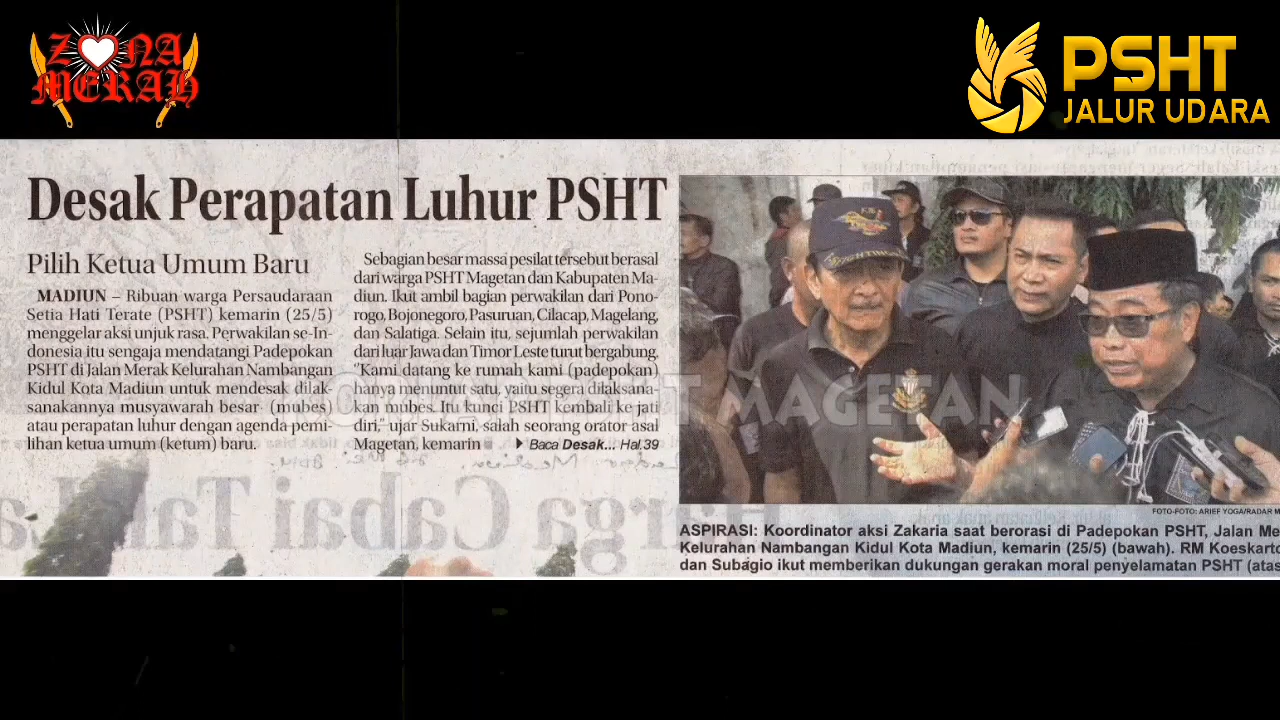 ZONA
MERAH
PSHT
JALUR UDARA
Desak Perapatan Luhur PSHT
Pilih Ketua Umum Baru
MADIUN – Ribuan warga Persaudaraan
Setia Hati Terate (PSHT) kemarin (25/5)
menggelar aksi unjuk rasa. Perwakilan se-In-
donesia itu sengaja mendatangi Padepokan
PSHT di Jalan Merak Kelurahan Nambangan
Kidul Kota Madiun untuk mendesak dilak-
sanakannya musyawarah besar (mubes)
atau perapatan luhur dengan agenda pemi-
lihan ketua umum (ketum) baru.
Sebagian besar massa pesilat tersebut berasal
dari warga PSHT Magetan dan Kabupaten Ma-
diun. Ikut ambil bagian perwakilan dari Pono-
rogo, Bojonegoro, Pasuruan, Cilacap, Magelang,
dan Salatiga. Selain itu, sejumlah perwakilan
dari luar Jawa dan Timor Leste turut bergabung.
"Kami datang ke rumah kami (padepokan)
hanya menuntut satu, yaitu segera dilaksana-
kan mubes. Itu kunci PSHT kembali ke jati
diri," ujar Sukarni, salah seorang orator asal
Magetan, kemarin
Baca Desak... Hal 39
MAGETAN
FOTO-FOTO: ARIEF YOGA/RADAR M
ASPIRASI: Koordinator aksi Zakaria saat berorasi di Padepokan PSHT, Jalan Me
Kelurahan Nambangan Kidul Kota Madiun, kemarin (25/5) (bawah). RM Koeskarto
dan Subagio ikut memberikan dukungan gerakan moral penyelamatan PSHT (atas